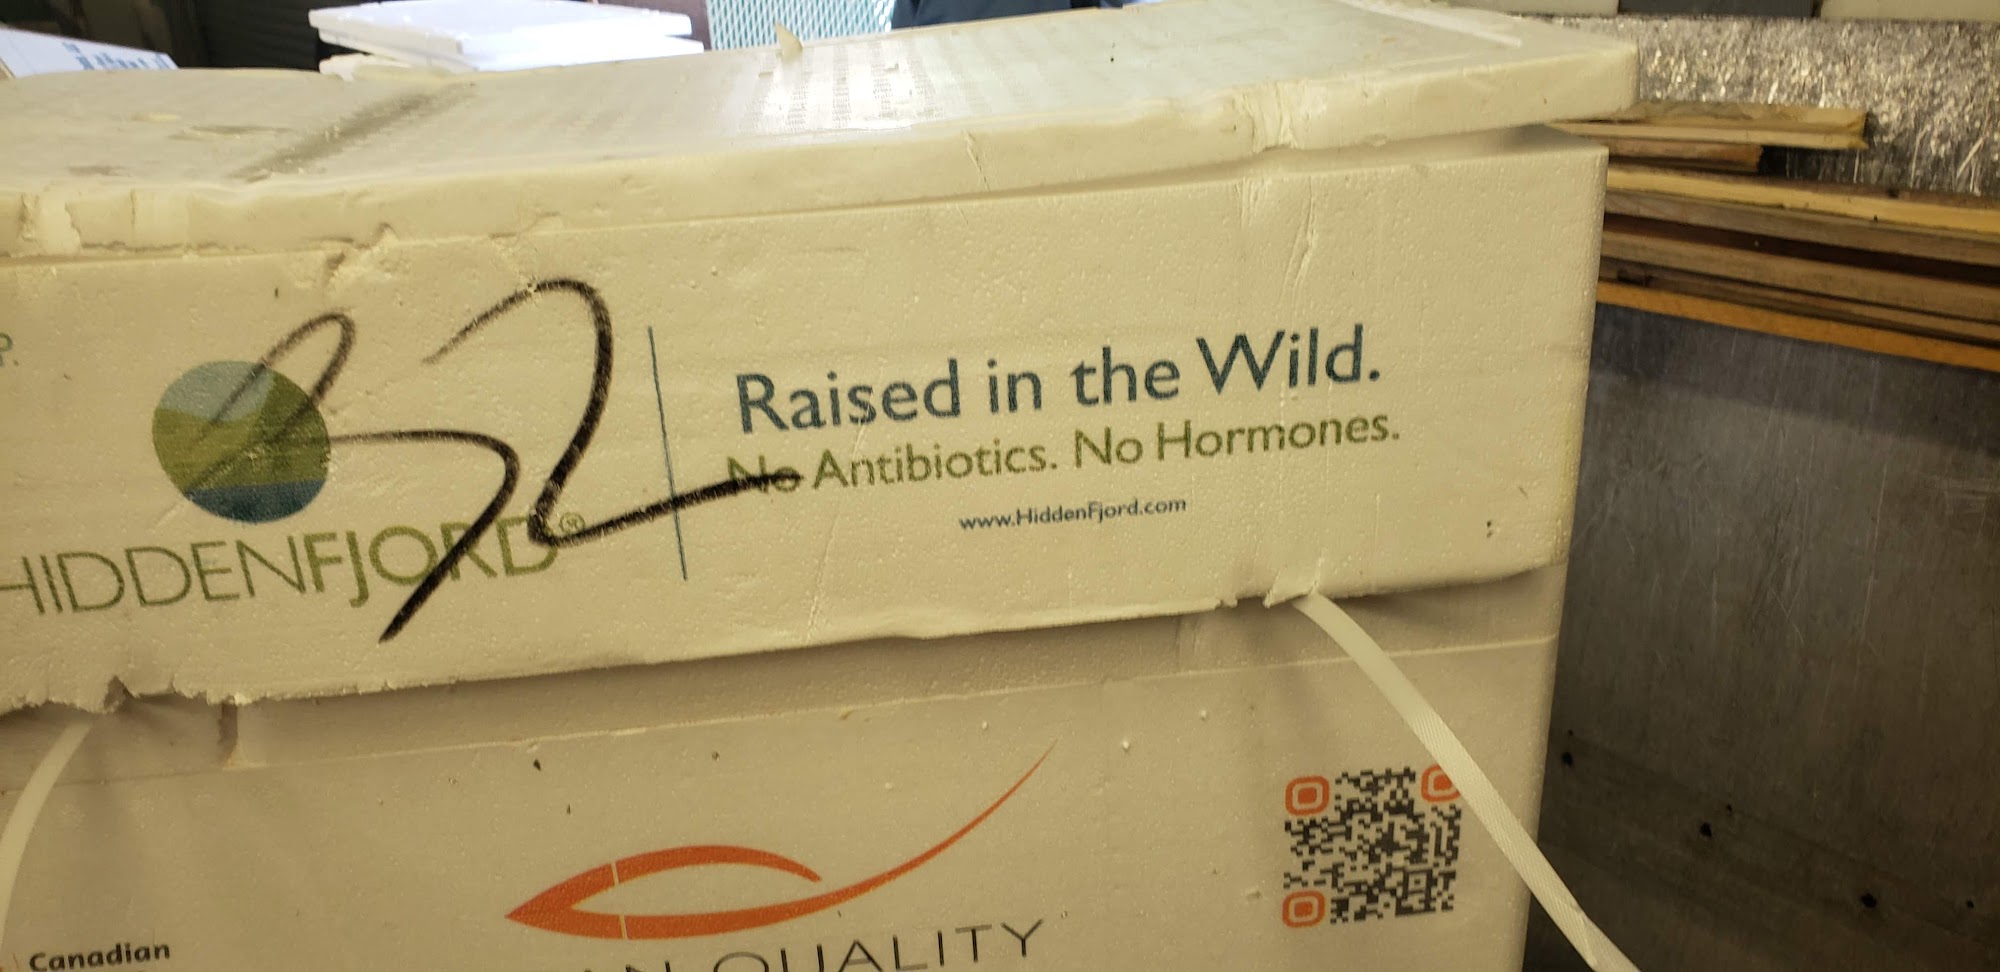 32
HIDDENFJORD®
Raised in the Wild.
No Antibiotics. No Hormones.
www.HiddenFjord.com
QUALITY
Canadian